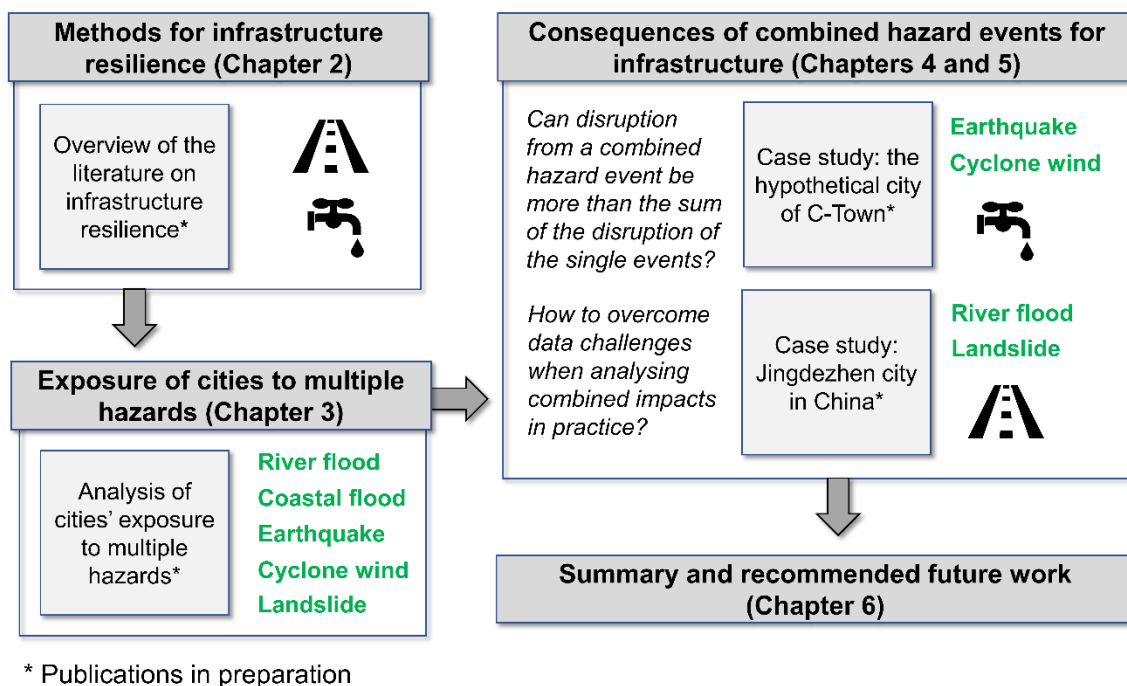 Methods for infrastructure
resilience (Chapter 2)
Overview of the
literature on
infrastructure
resilience*
Exposure of cities to multiple
hazards (Chapter 3)
Analysis of
cities’ exposure
to multiple
hazards*
River flood
Coastal flood
Earthquake
Cyclone wind
Landslide
Consequences of combined hazard events for
infrastructure (Chapters 4 and 5)
Can disruption
from a combined
hazard event be
more than the sum
of the disruption of
the single events?
Case study: the
hypothetical city
of C-Town*
Earthquake
Cyclone wind
How to overcome
data challenges
when analysing
combined impacts
in practice?
Case study:
Jingdezhen city
in China*
River flood
Landslide
Summary and recommended future work
(Chapter 6)
* Publications in preparation